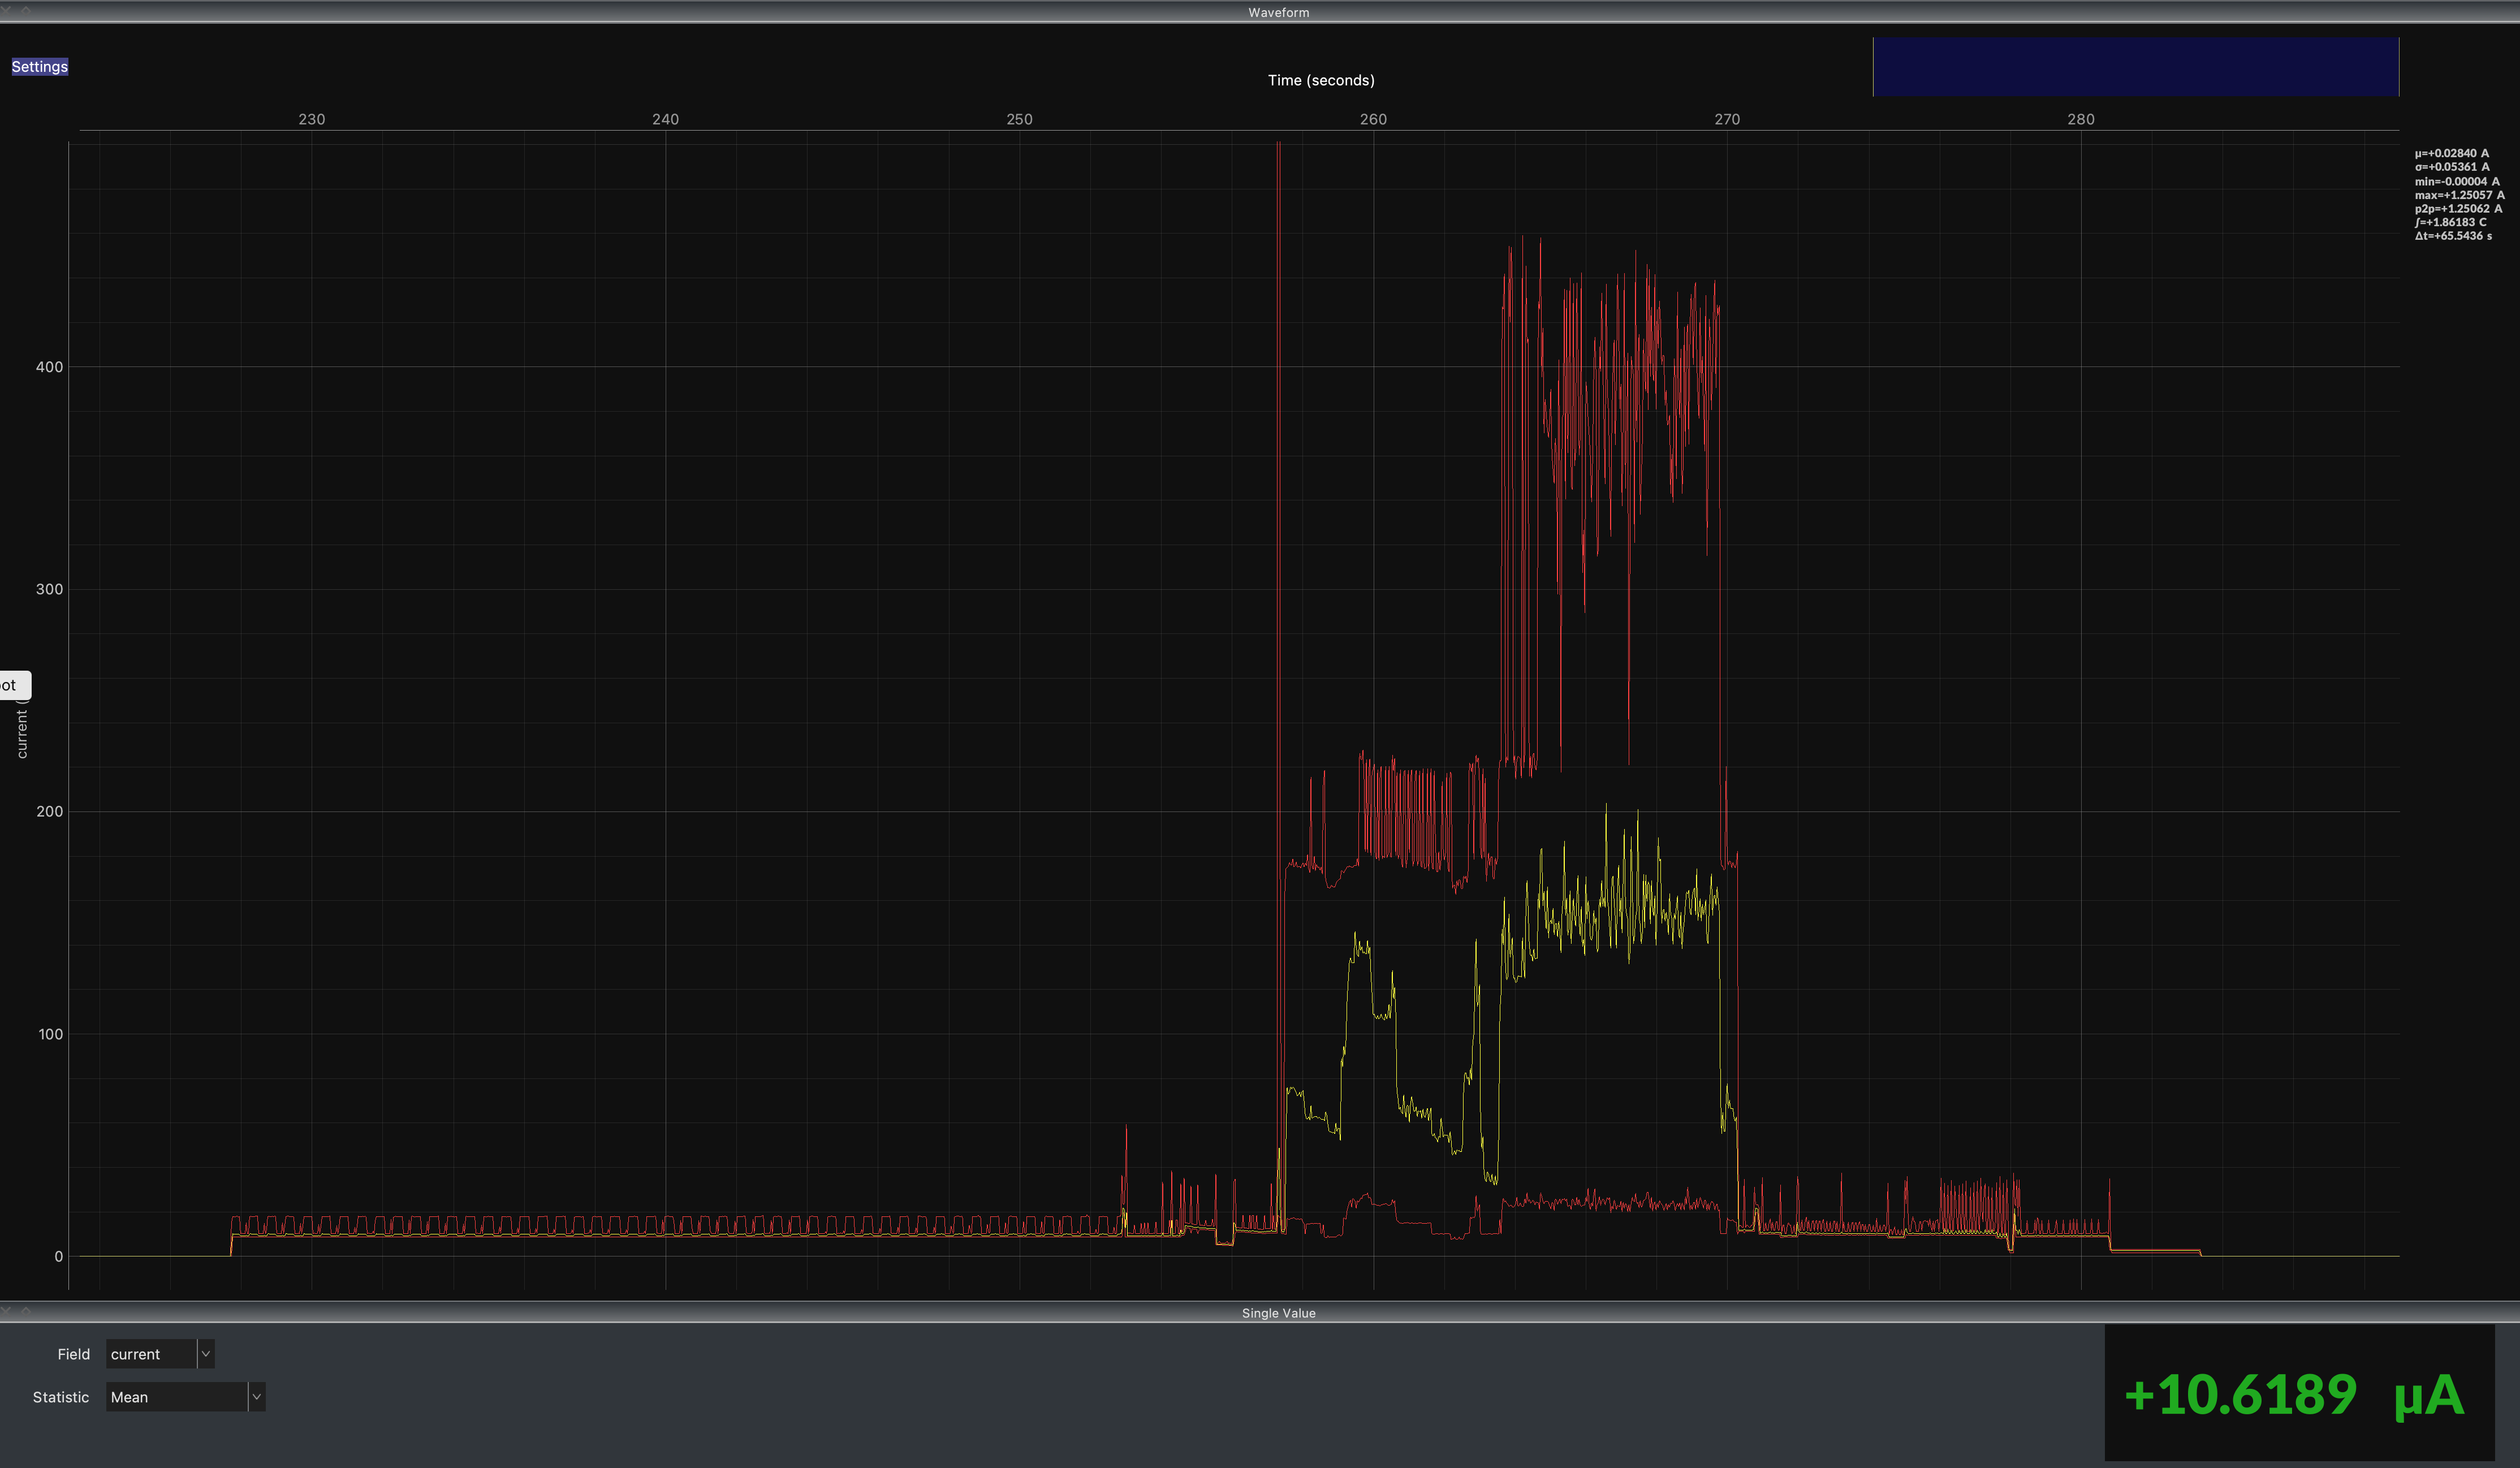 Waveform
Settings
Time (seconds)
230 240 250 260 270 280
μ=+0.02840 A
σ=+0.05361 A
min=-0.00004 A
max=+1.25057 A
p2p=+1.25062 A
∫=+1.86183 C
Δt=+65.5436 s
400
300
ot
current (
200
100
0
Single Value
Field current
Statistic Mean
+10.6189 μA